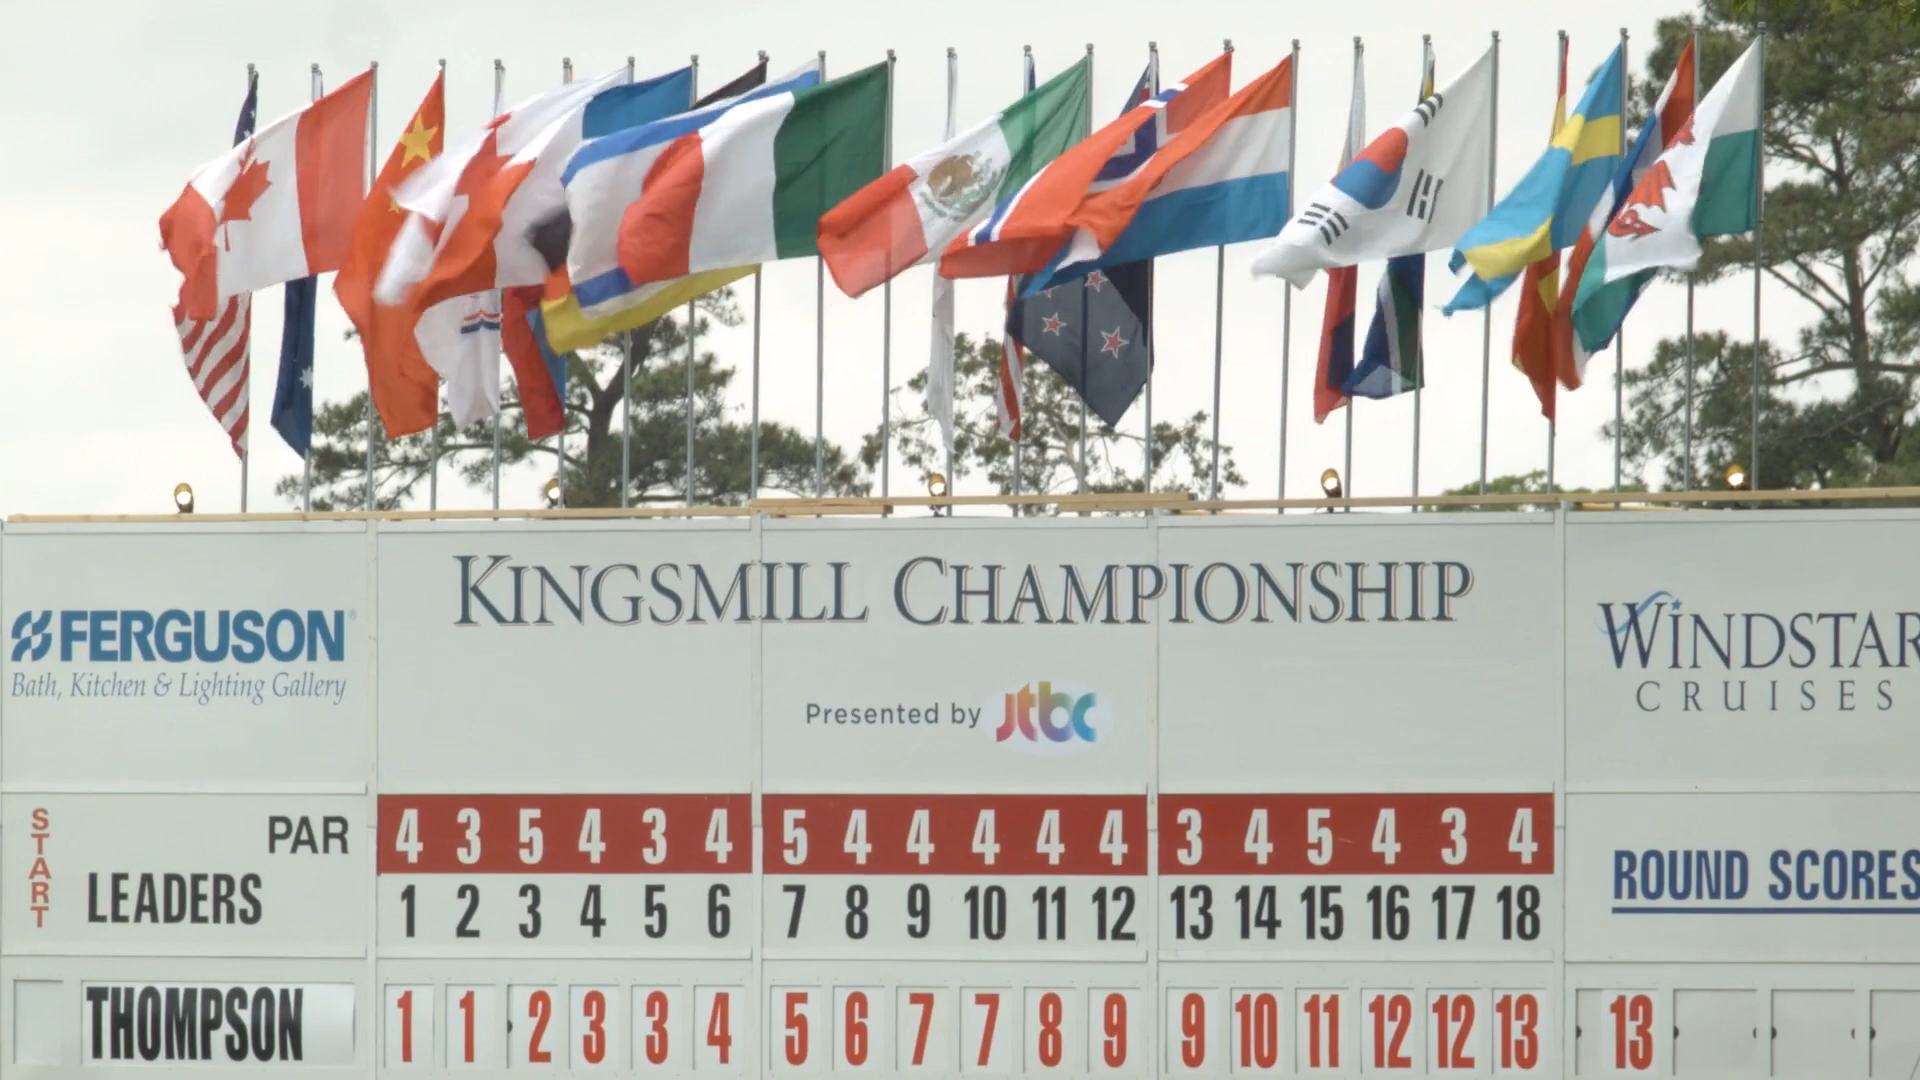 KINGSMILL CHAMPIONSHIP
FERGUSON®
Bath, Kitchen & Lighting Gallery
WINDSTAR
CRUISES
Presented by jtbc
START
PAR 4 3 5 4 3 4 5 4 4 4 4 4 3 4 5 4 3 4
LEADERS 1 2 3 4 5 6 7 8 9 10 11 12 13 14 15 16 17 18
ROUND SCORES
THOMPSON 1 1 2 3 3 4 5 6 7 7 8 9 9 10 11 12 12 13 13